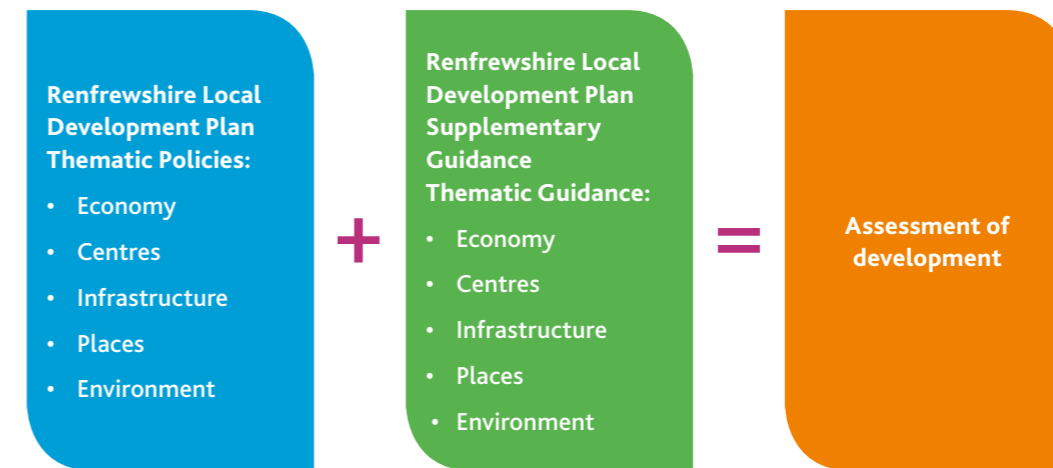 Renfrewshire Local
Development Plan
Thematic Policies:
• Economy
• Centres
• Infrastructure
• Places
• Environment
+
Renfrewshire Local
Development Plan
Supplementary
Guidance
Thematic Guidance:
• Economy
• Centres
• Infrastructure
• Places
• Environment
=
Assessment of
development